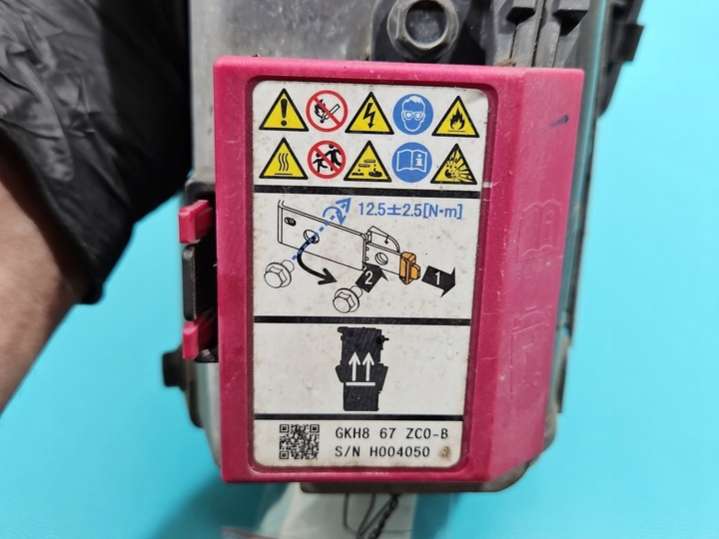 12.5±2.5[N·m]
1
2
GKH8 67 ZC0-B
S/N H004050